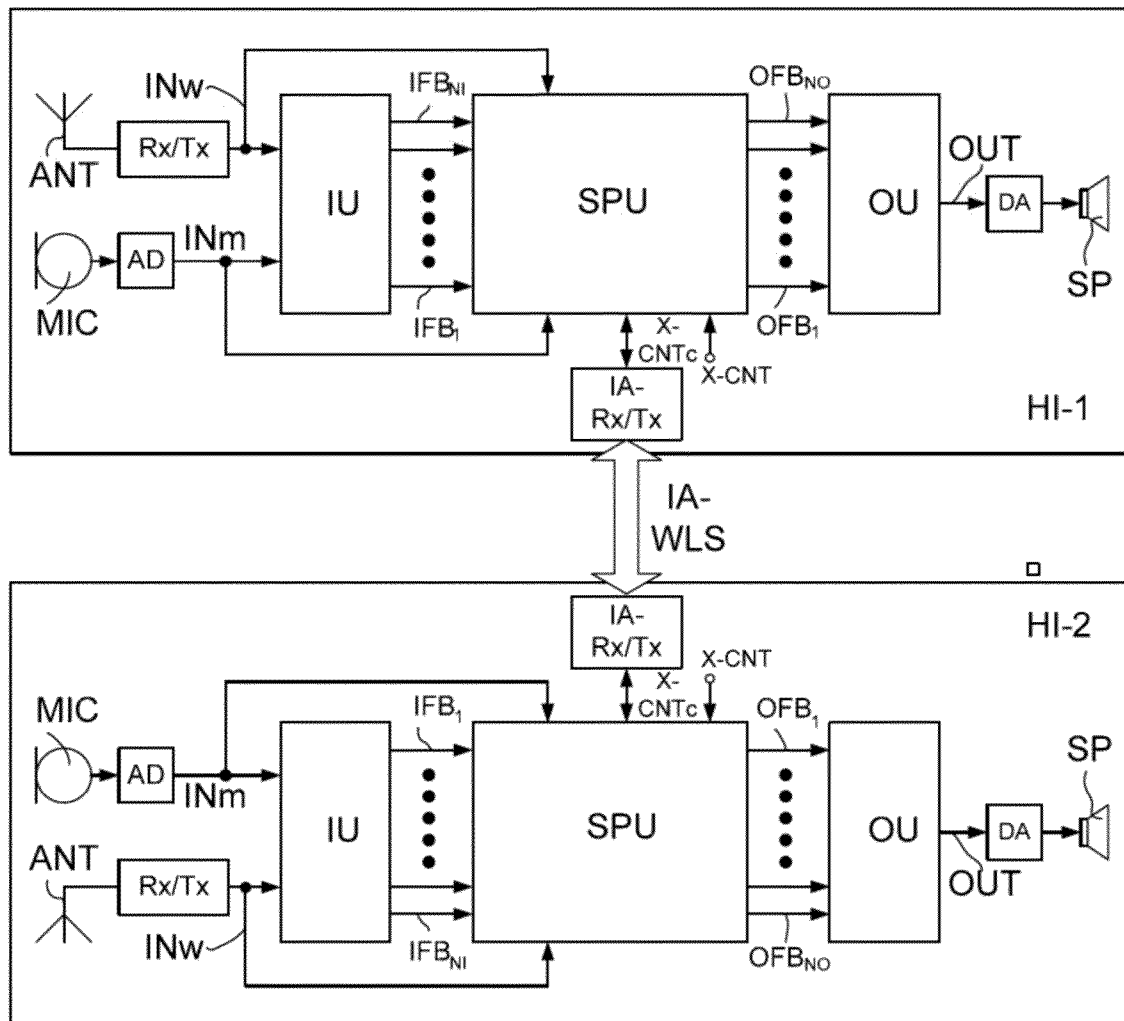 INw
IFB_NI
OFB_NO
ANT
Rx/Tx
IU
SPU
OU
OUT
DA
SP
MIC
AD
INm
IFB_1
OFB_1
X-
CNTc
X-CNT
IA-
Rx/Tx
HI-1
IA-
WLS
HI-2
IA-
Rx/Tx
X-CNT
X-
CNTc
MIC
AD
INm
IFB_1
OFB_1
IU
SPU
OU
SP
DA
OUT
ANT
Rx/Tx
INw
IFB_NI
OFB_NO